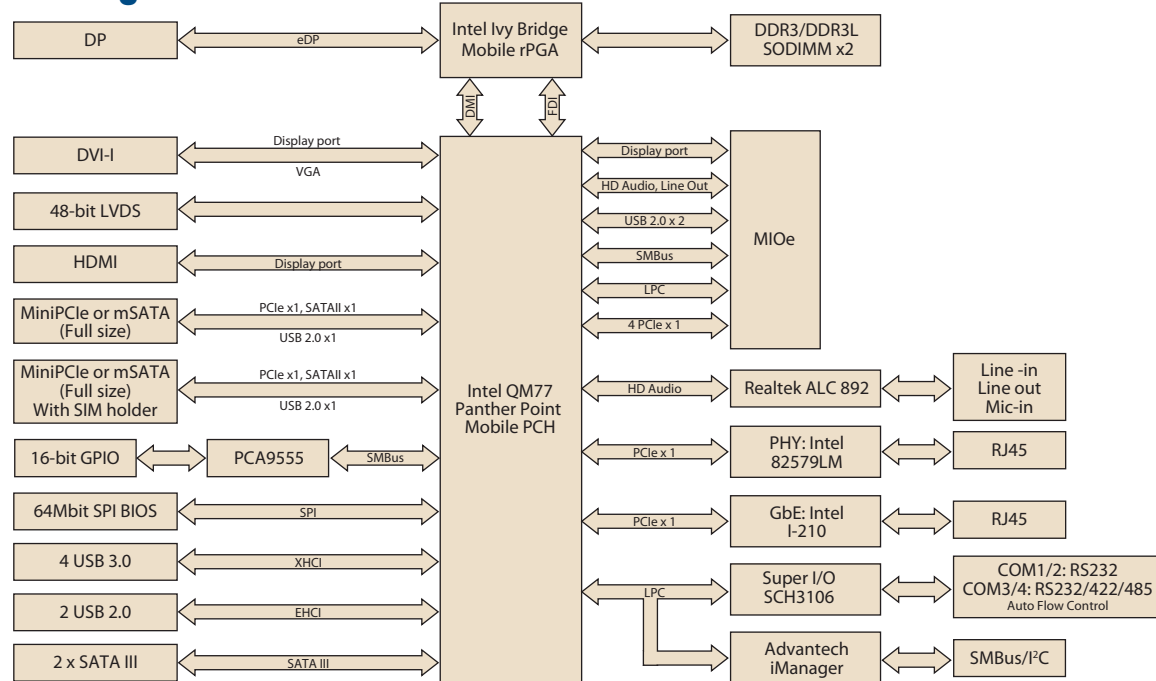 DP
eDP
Intel Ivy Bridge
Mobile rPGA
DDR3/DDR3L
SODIMM x2
DMI
FDI
DVI-I
Display port
VGA
48-bit LVDS
HDMI
Display port
MiniPCIe or mSATA
(Full size)
PCIe x1, SATAII x1
USB 2.0 x1
MiniPCIe or mSATA
(Full size)
With SIM holder
PCIe x1, SATAII x1
USB 2.0 x1
16-bit GPIO
PCA9555
SMBus
64Mbit SPI BIOS
SPI
4 USB 3.0
XHCI
2 USB 2.0
EHCI
2 x SATA III
SATA III
Intel QM77
Panther Point
Mobile PCH
Display port
HD Audio, Line Out
USB 2.0 x 2
SMBus
LPC
4 PCIe x 1
MIOe
HD Audio
Realtek ALC 892
Line -in
Line out
Mic-in
PCIe x 1
PHY: Intel
82579LM
RJ45
PCIe x 1
GbE: Intel
I-210
RJ45
LPC
Super I/O
SCH3106
COM1/2: RS232
COM3/4: RS232/422/485
Auto Flow Control
Advantech
iManager
SMBus/I²C